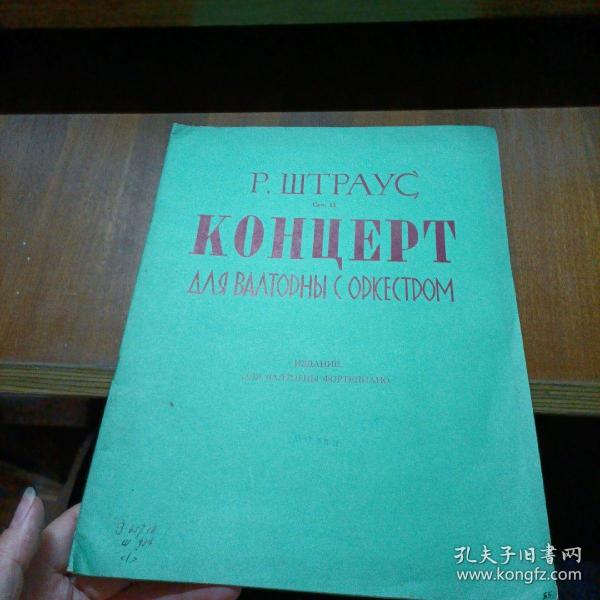 Р. ШТРАУС
Соч. 11
КОНЦЕРТ
ДЛЯ ВАЛТОРНЫ С ОРКЕСТРОМ
ИЗДАНИЕ
ДЛЯ ВАЛТОРНЫ ФОРТЕПИАНО
孔夫子旧书网
www.kongfz.com